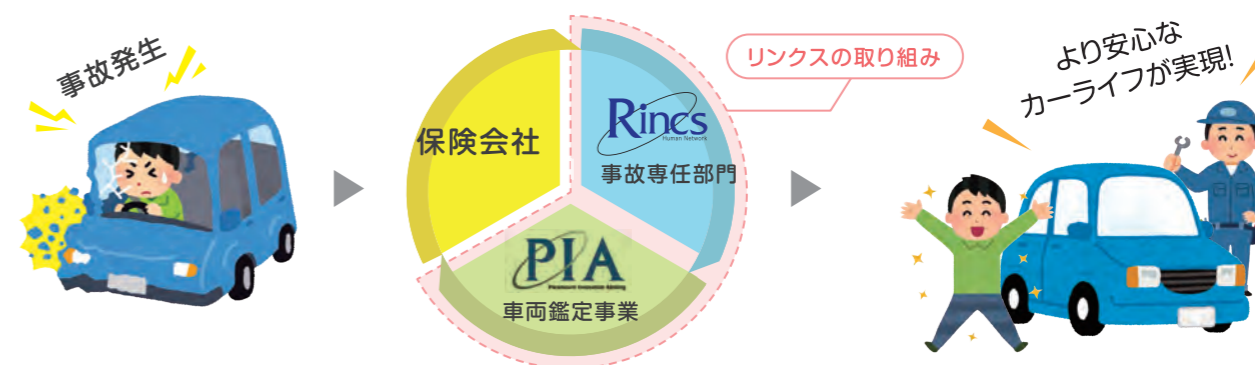 事故発生
保険会社
Rincs
Human Network
事故専任部門
PIA
車両鑑定事業
リンクスの取り組み
より安心な
カーライフが実現!